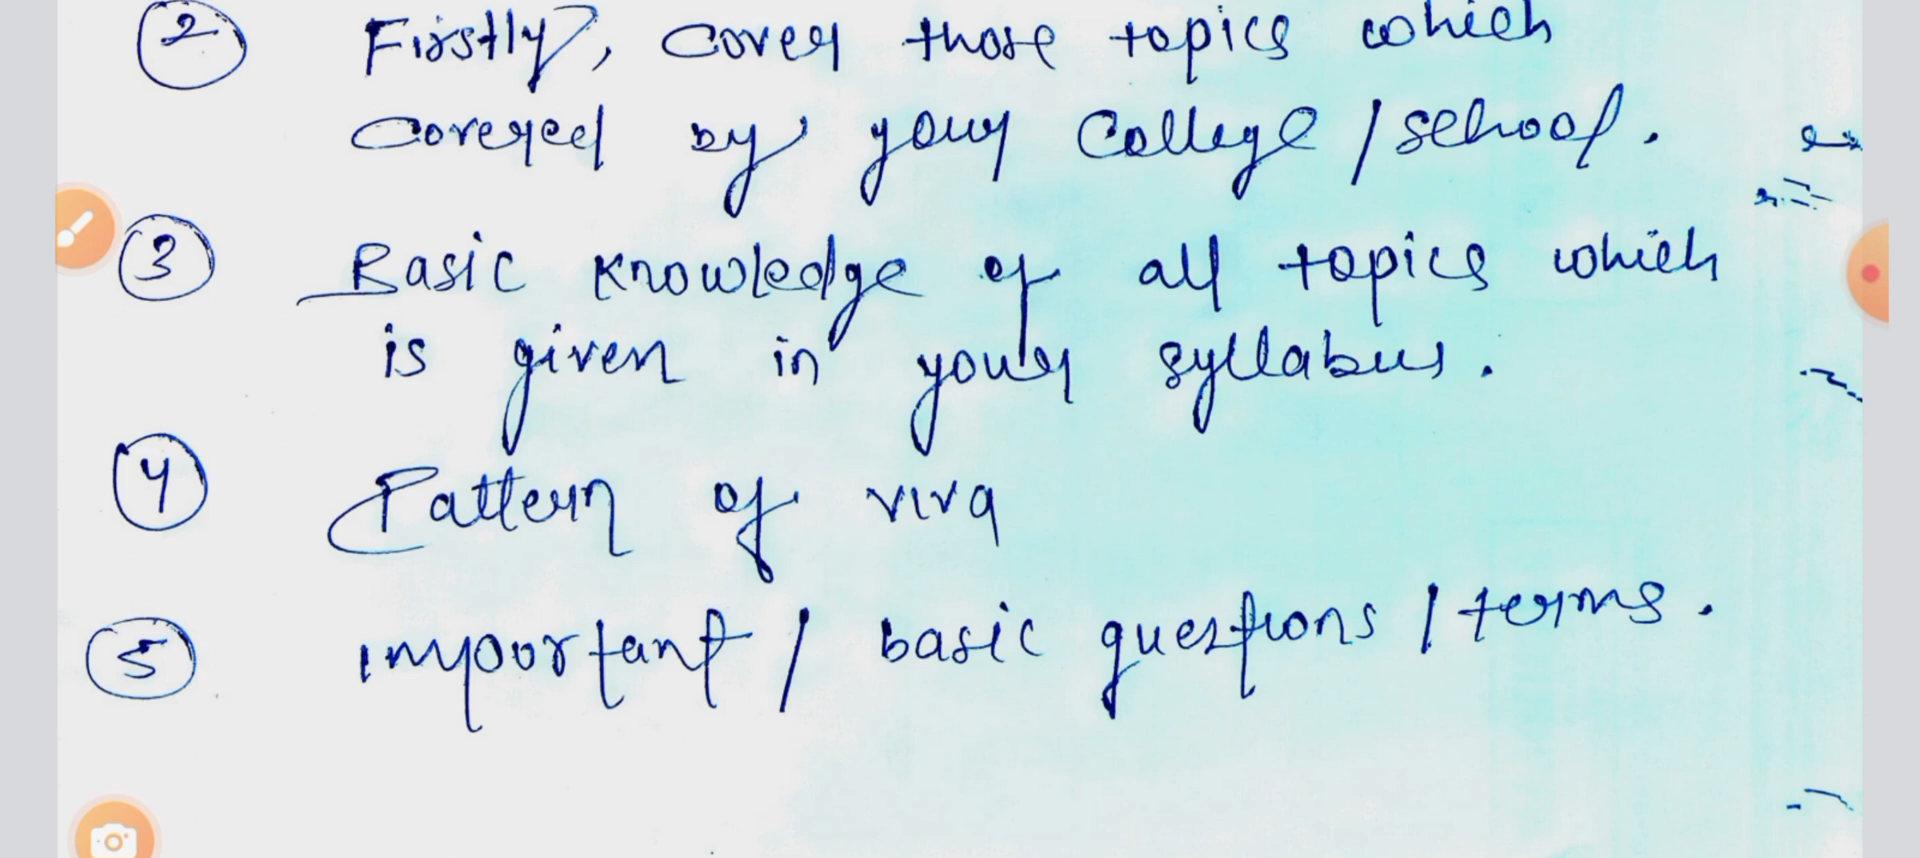 2 Firstly, cover those topics which
covered by your College / school.
3 Basic Knowledge of all topics which
is given in your syllabus.
4 Pattern of viva
5 important / basic questions / terms.